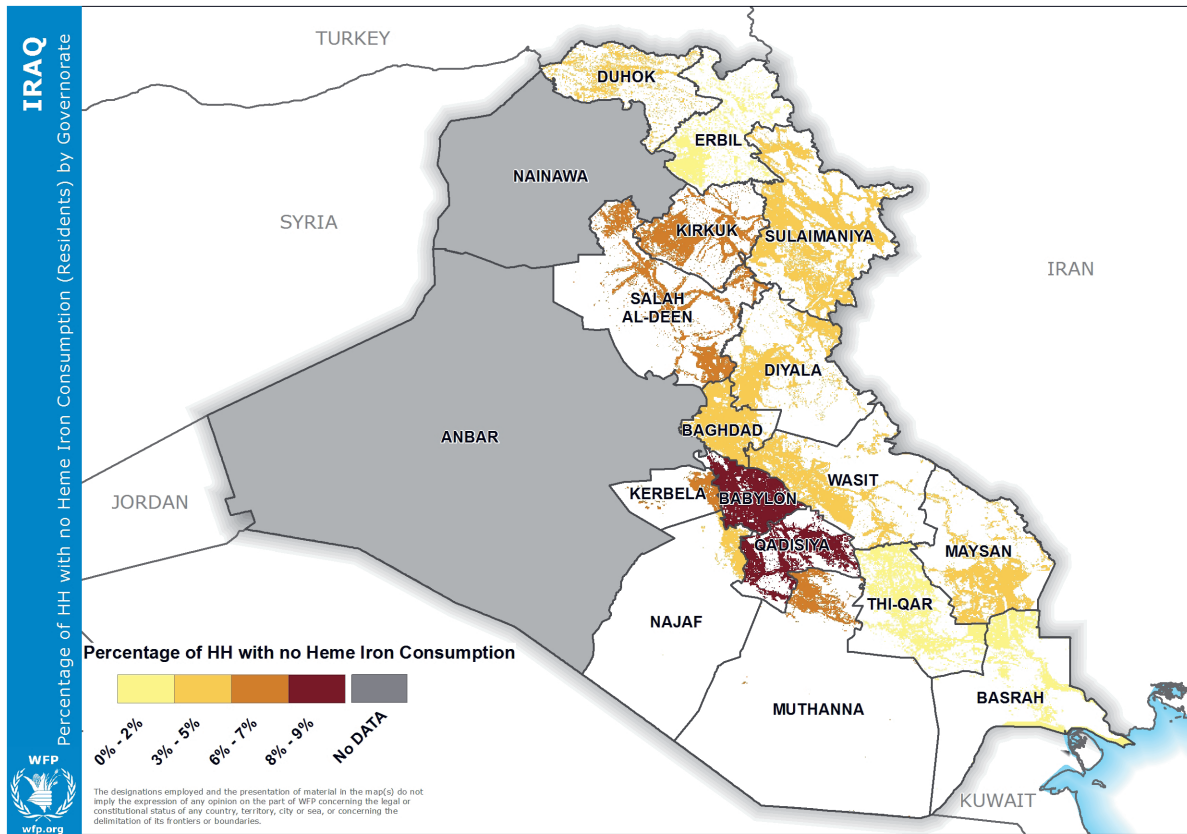 IRAQ
Percentage of HH with no Heme Iron Consumption (Residents) by Governorate
WFP
wfp.org
TURKEY
SYRIA
JORDAN
IRAN
KUWAIT
DUHOK
ERBIL
NAINAWA
KIRKUK
SULAIMANIYA
SALAH
AL-DEEN
DIYALA
ANBAR
BAGHDAD
KERBELA
BABYLON
WASIT
QADISIYA
MAYSAN
NAJAF
THI-QAR
MUTHANNA
BASRAH
Percentage of HH with no Heme Iron Consumption
0% - 2%
3% - 5%
6% - 7%
8% - 9%
No DATA
The designations employed and the presentation of material in the map(s) do not
imply the expression of any opinion on the part of WFP concerning the legal or
constitutional status of any country, territory, city or sea, or concerning the
delimitation of its frontiers or boundaries.